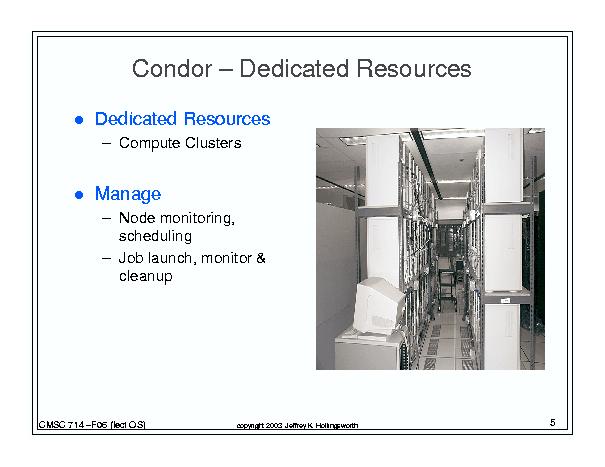 Condor – Dedicated Resources
● Dedicated Resources
– Compute Clusters
● Manage
– Node monitoring,
scheduling
– Job launch, monitor &
cleanup
CMSC 714 –F06 (lect OS)
copyright 2003 Jeffrey K. Hollingsworth
5